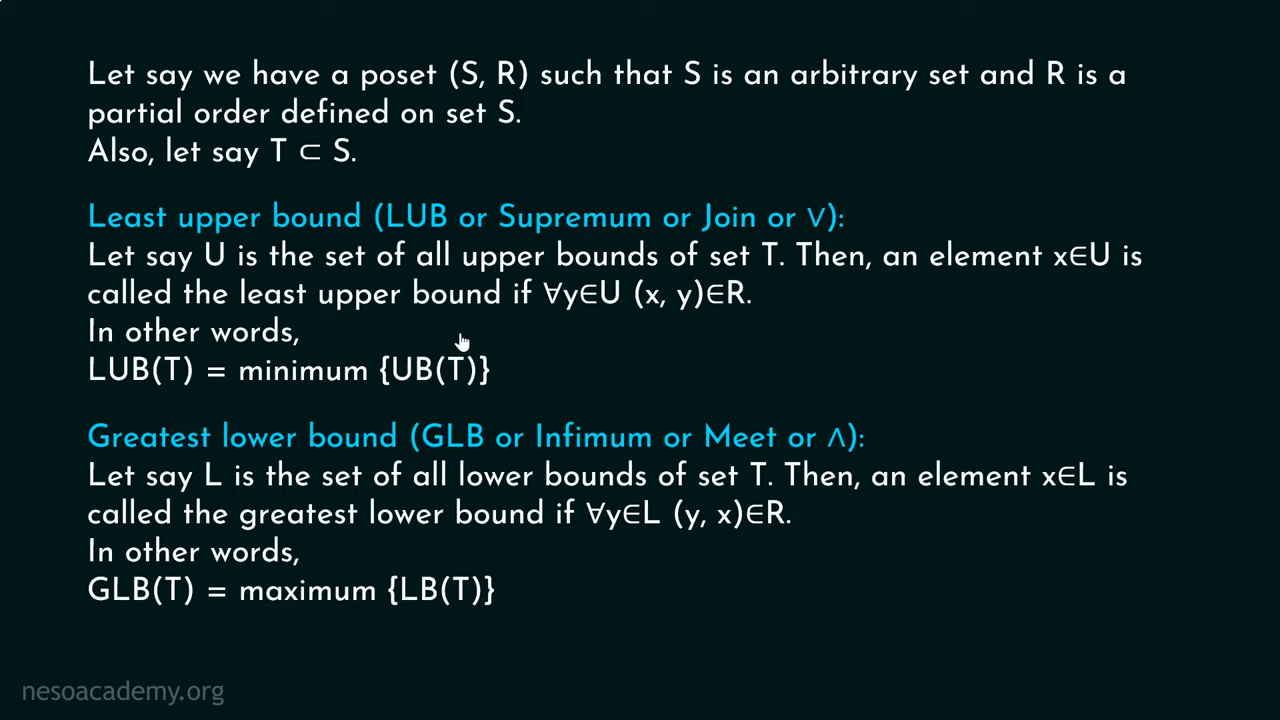 Let say we have a poset (S, R) such that S is an arbitrary set and R is a
partial order defined on set S.
Also, let say T ⊂ S.
Least upper bound (LUB or Supremum or Join or ∨):
Let say U is the set of all upper bounds of set T. Then, an element x∈U is
called the least upper bound if ∀y∈U (x, y)∈R.
In other words,
LUB(T) = minimum {UB(T)}
Greatest lower bound (GLB or Infimum or Meet or ∧):
Let say L is the set of all lower bounds of set T. Then, an element x∈L is
called the greatest lower bound if ∀y∈L (y, x)∈R.
In other words,
GLB(T) = maximum {LB(T)}
nesoacademy.org